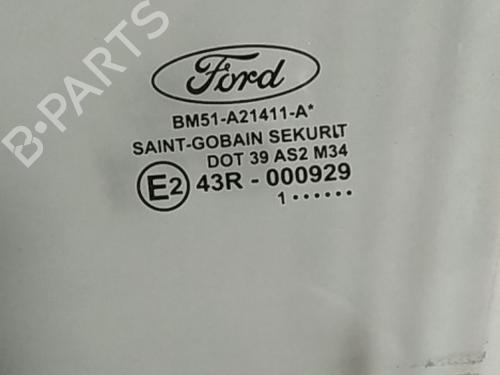 B-PARTS
Ford
BM51-A21411-A*
SAINT-GOBAIN SEKURIT
DOT 39 AS2 M34
E2 43R - 000929
1 ······